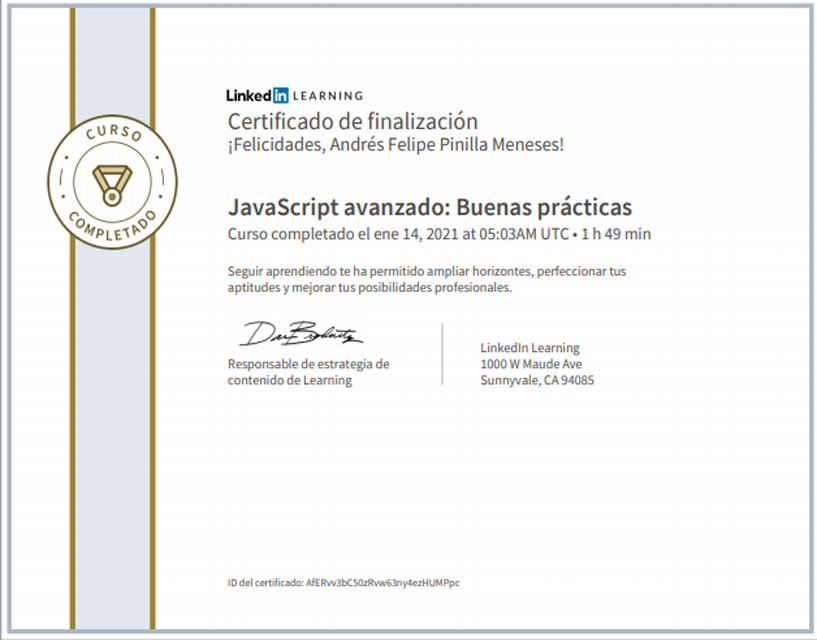 LinkedIn LEARNING
Certificado de finalización
¡Felicidades, Andrés Felipe Pinilla Meneses!
CURSO
COMPLETADO
JavaScript avanzado: Buenas prácticas
Curso completado el ene 14, 2021 at 05:03AM UTC • 1 h 49 min
Seguir aprendiendo te ha permitido ampliar horizontes, perfeccionar tus
aptitudes y mejorar tus posibilidades profesionales.
Responsable de estrategia de
contenido de Learning
LinkedIn Learning
1000 W Maude Ave
Sunnyvale, CA 94085
ID del certificado: AfERvv3bC50zRvw63ny4ezHUMPpc